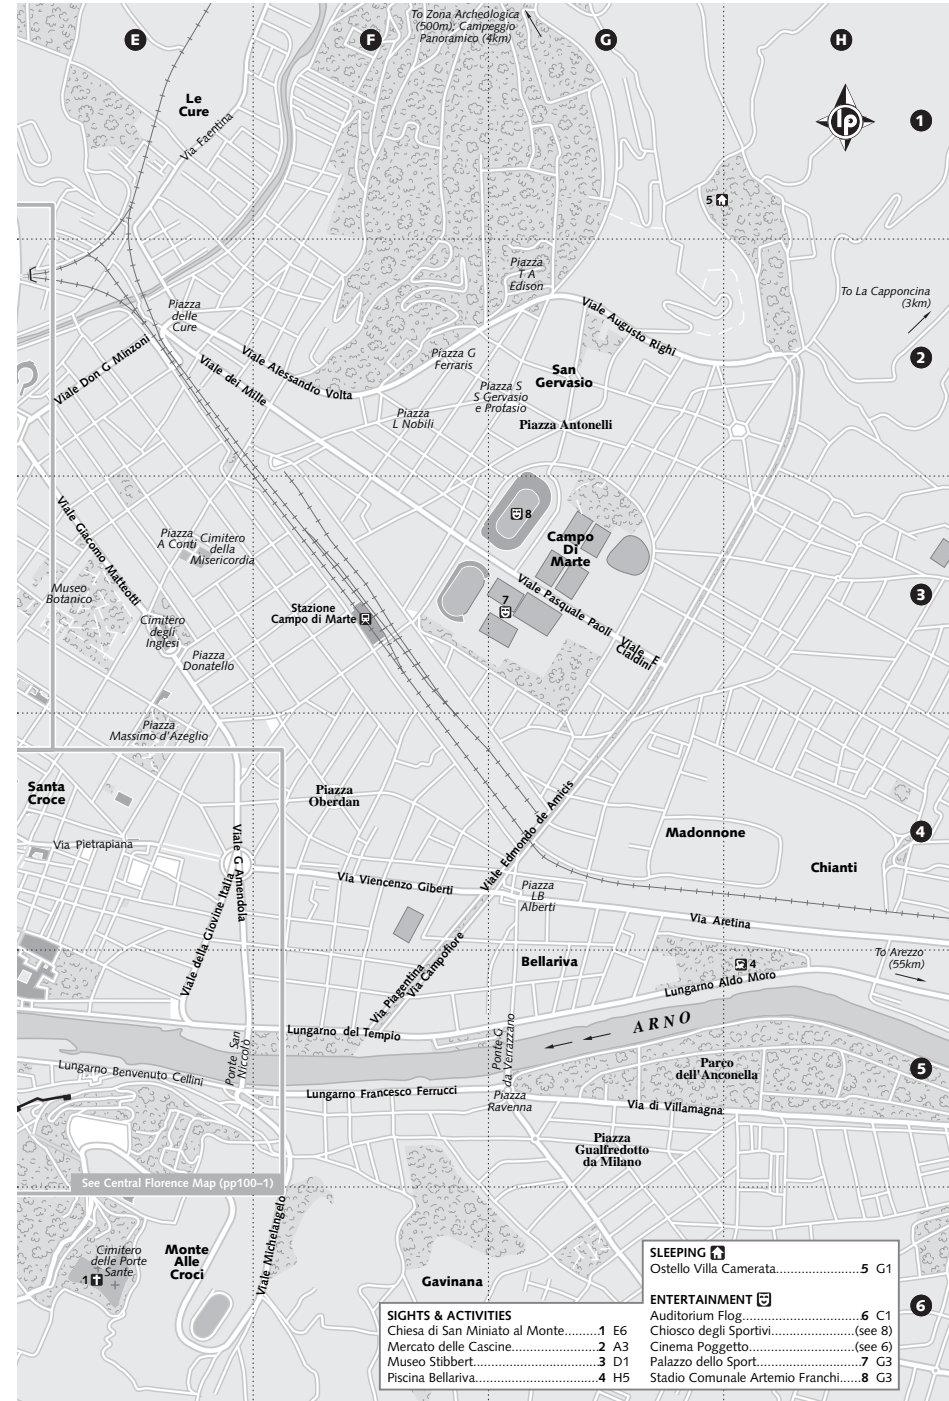 To Zona Archeologica
(500m); Campeggio
Panoramico (4km)
E
F
G
H
Le
Cure
Via Faentina
lp
1
5
Piazza
T A
Edison
To La Capponcina
(3km)
Piazza
delle
Cure
Viale Augusto Righi
Viale Don G Minzoni
Viale Alessandro Volta
Viale dei Mille
Piazza G
Ferraris
San
Gervasio
2
Piazza S
S Gervasio
e Protasio
Piazza
L Nobili
Piazza Antonelli
Viale Giacomo Matteotti
8
Piazza
A Conti
Cimitero
della
Misericordia
Campo
Di
Marte
Museo
Botanico
Stazione
Campo di Marte
7
Viale Pasquale Paoli
Viale E
Cialdini
3
Cimitero
degli
Inglesi
Piazza
Donatello
Piazza
Massimo d'Azeglio
Santa
Croce
Piazza
Oberdan
Viale Edmondo de Amicis
Madonnone
4
Via Pietrapiana
Viale G Amendola
Chianti
Via Viencenzo Giberti
Piazza
LB
Alberti
Via Aretina
Viale della Giovine Italia
Via Piagentina
Via Campofiore
Bellariva
4
To Arezzo
(55km)
Lungarno Aldo Moro
Lungarno del Tempio
ARNO
Ponte San
Niccolò
Ponte G
da Verrazzano
Lungarno Benvenuto Cellini
Parco
dell'Anconella
5
Lungarno Francesco Ferrucci
Piazza
Ravenna
Via di Villamagna
Piazza
Gualfredotto
da Milano
See Central Florence Map (pp100–1)
Viale Michelangelo
Cimitero
delle Porte
Sante
1
Monte
Alle
Croci
Gavinana
6
SIGHTS & ACTIVITIES
Chiesa di San Miniato al Monte.........1 E6
Mercato delle Cascine......................2 A3
Museo Stibbert................................3 D1
Piscina Bellariva...............................4 H5
SLEEPING
Ostello Villa Camerata......................5 G1
ENTERTAINMENT
Auditorium Flog...............................6 C1
Chiosco degli Sportivi......................(see 8)
Cinema Poggetto.............................(see 6)
Palazzo dello Sport..........................7 G3
Stadio Comunale Artemio Franchi......8 G3